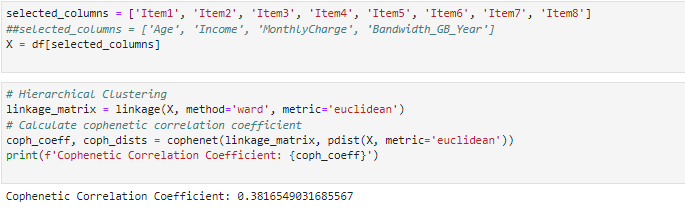 selected_columns = ['Item1', 'Item2', 'Item3', 'Item4', 'Item5', 'Item6', 'Item7', 'Item8']
##selected_columns = ['Age', 'Income', 'MonthlyCharge', 'Bandwidth_GB_Year']
X = df[selected_columns]
# Hierarchical Clustering
linkage_matrix = linkage(X, method='ward', metric='euclidean')
# Calculate cophenetic correlation coefficient
coph_coeff, coph_dists = cophenet(linkage_matrix, pdist(X, metric='euclidean'))
print(f'Cophenetic Correlation Coefficient: {coph_coeff}')
Cophenetic Correlation Coefficient: 0.3816549031685567